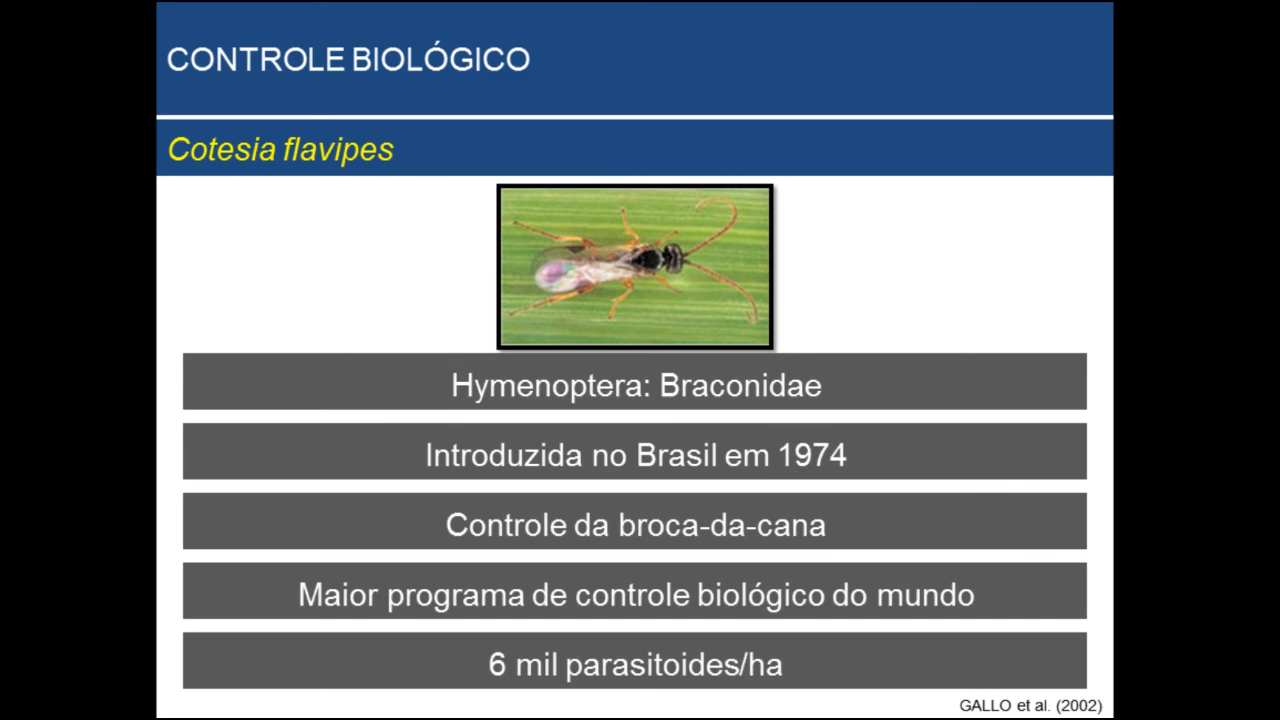 CONTROLE BIOLÓGICO
Cotesia flavipes
Hymenoptera: Braconidae
Introduzida no Brasil em 1974
Controle da broca-da-cana
Maior programa de controle biológico do mundo
6 mil parasitoides/ha
GALLO et al. (2002)